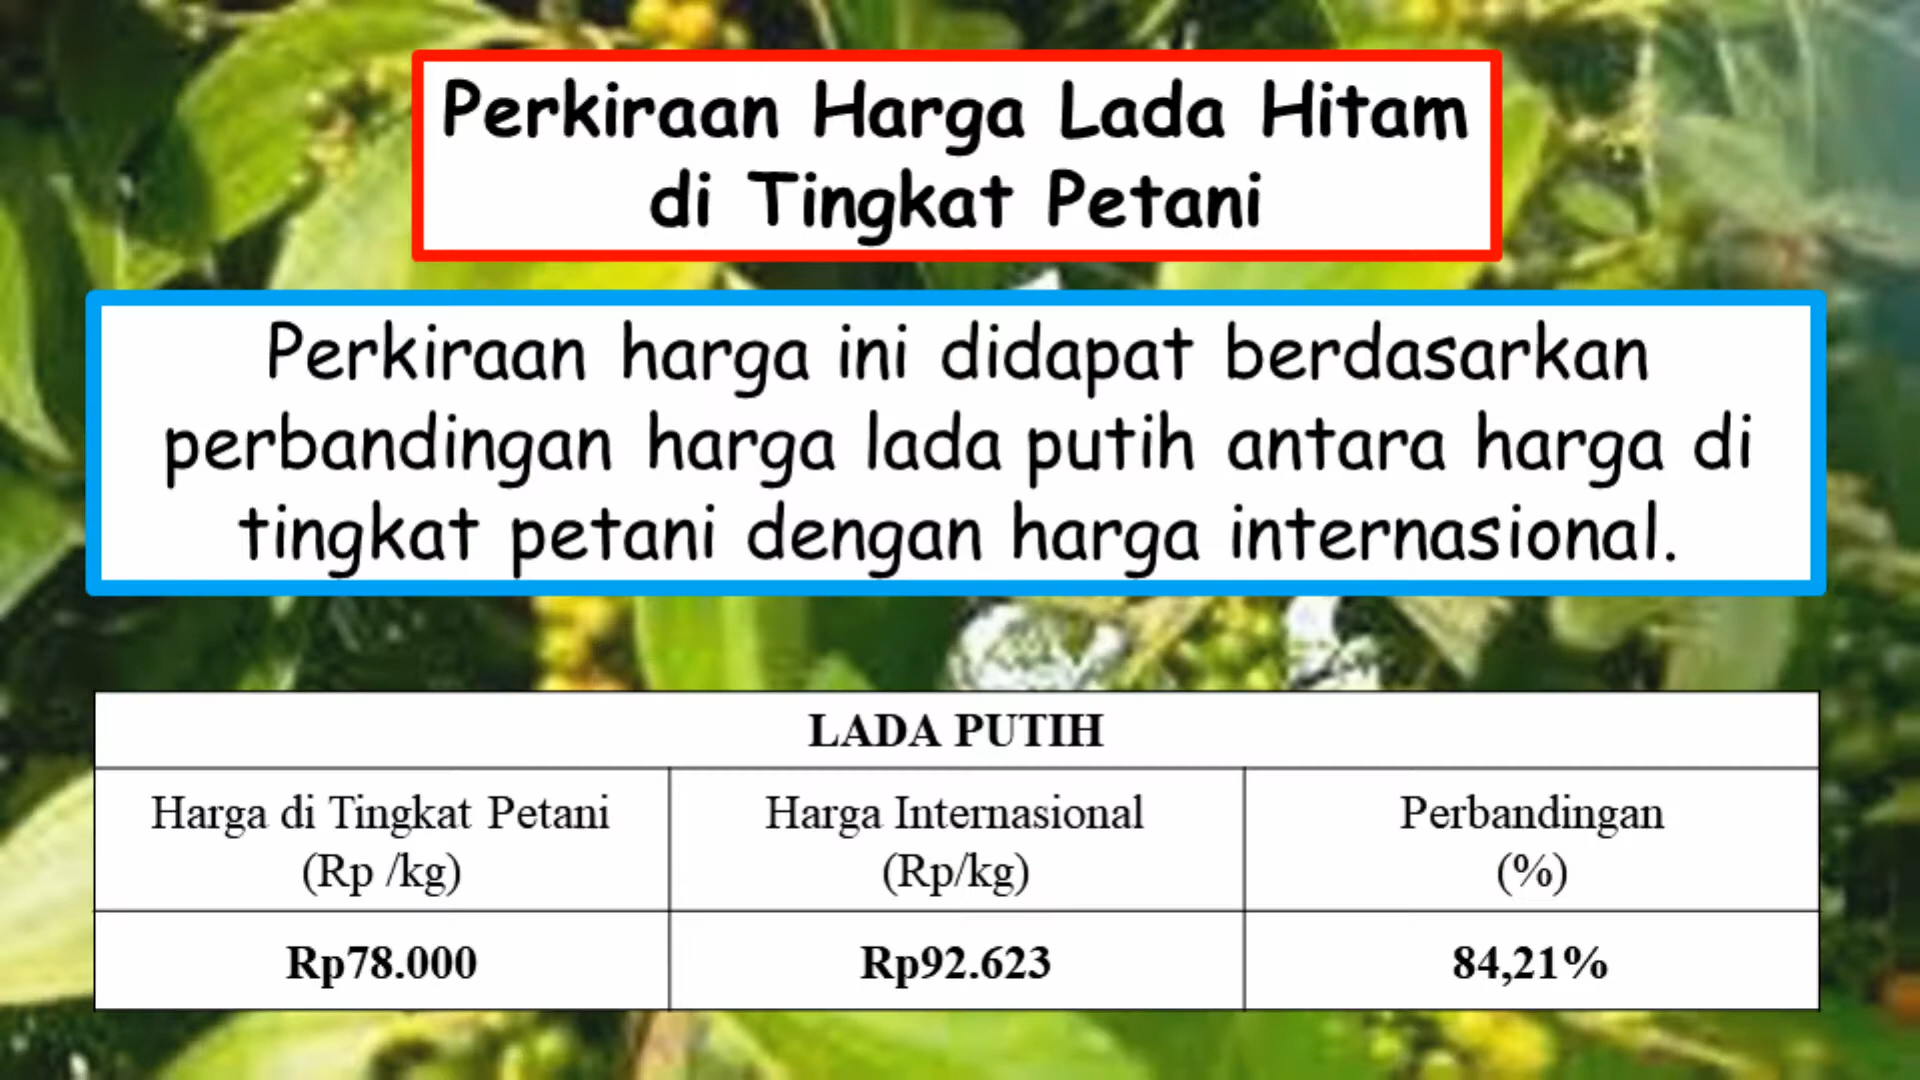 Perkiraan Harga Lada Hitam
di Tingkat Petani
Perkiraan harga ini didapat berdasarkan
perbandingan harga lada putih antara harga di
tingkat petani dengan harga internasional.
LADA PUTIH
Harga di Tingkat Petani
(Rp /kg)
Harga Internasional
(Rp/kg)
Perbandingan
(%)
Rp78.000
Rp92.623
84,21%